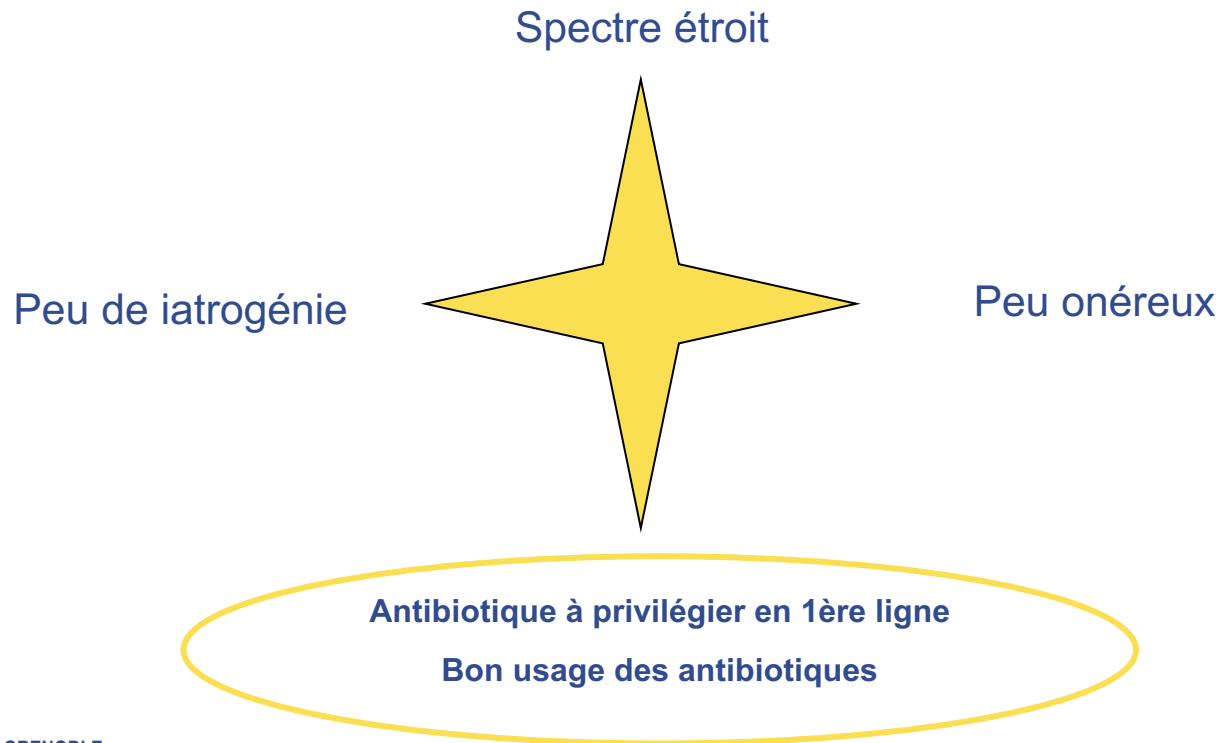 Spectre étroit
Peu de iatrogénie
Peu onéreux
Antibiotique à privilégier en 1ère ligne
Bon usage des antibiotiques